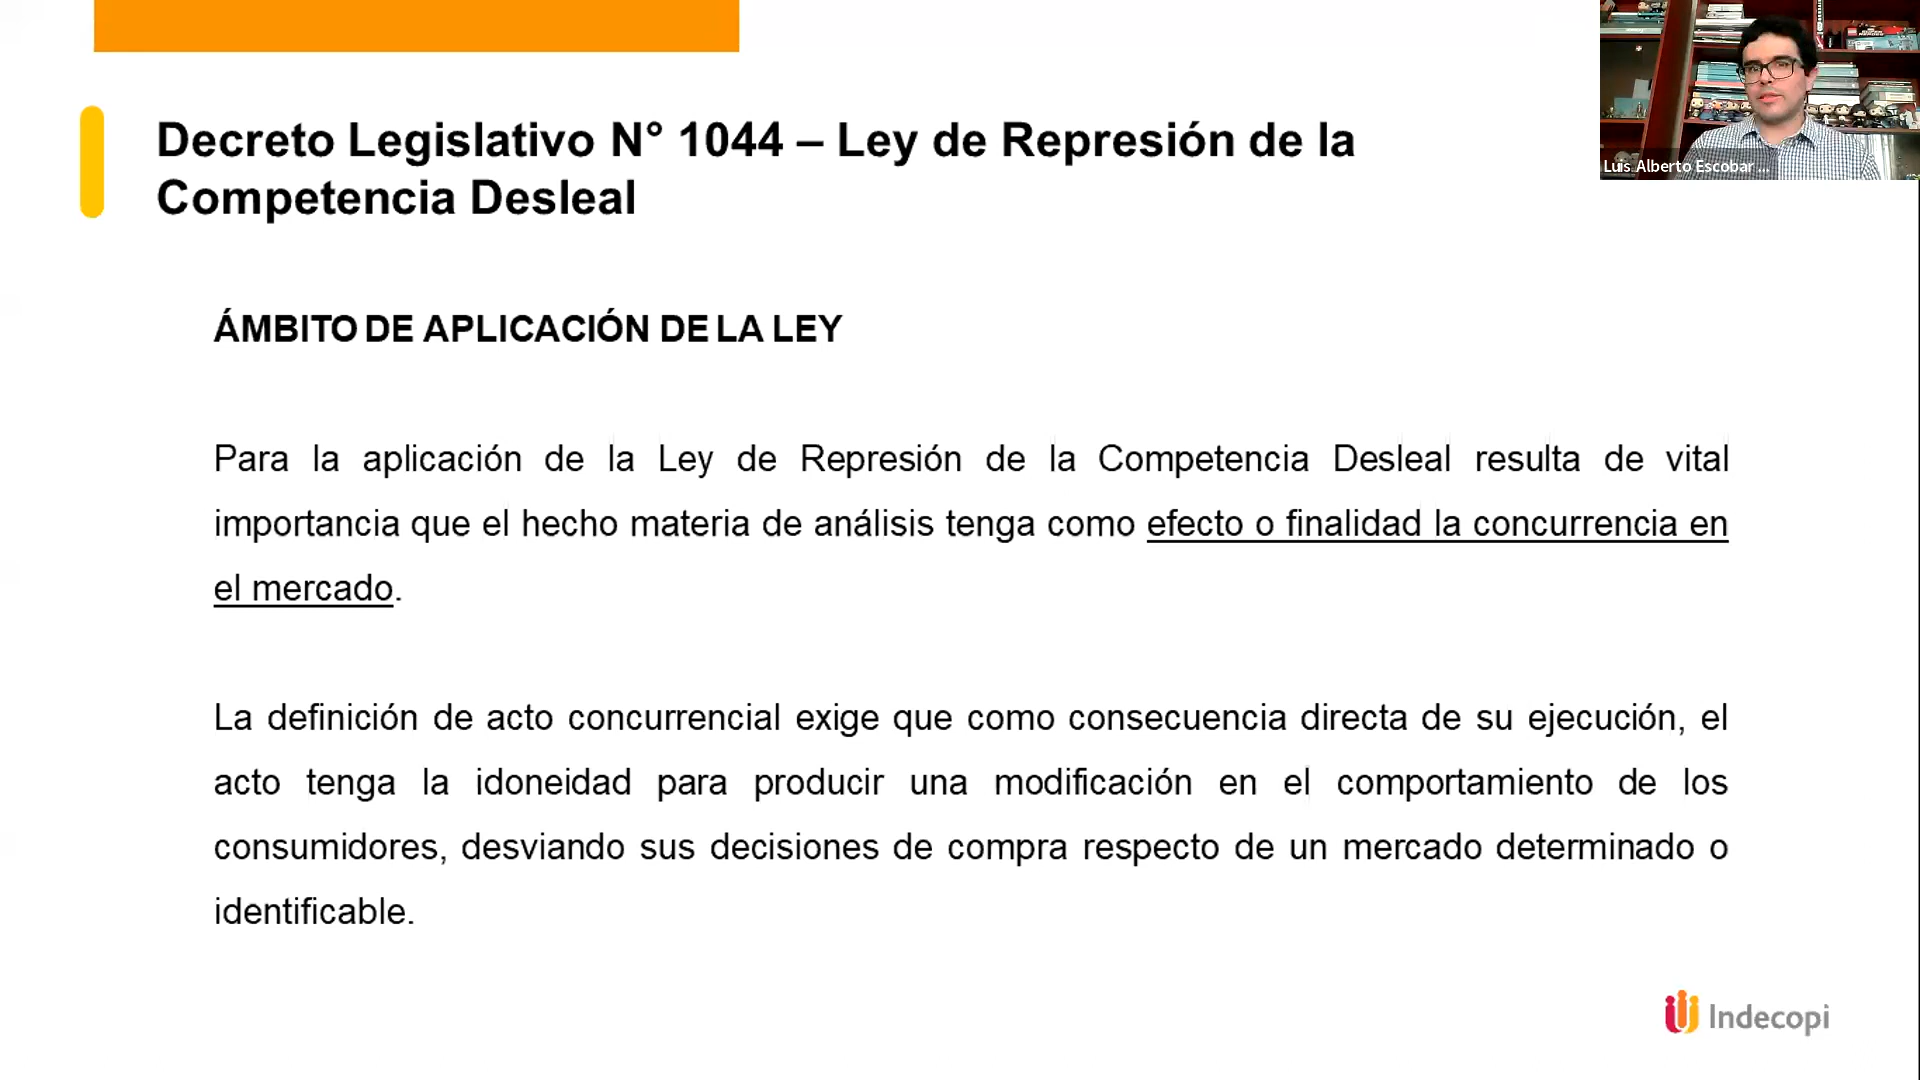 Decreto Legislativo N° 1044 – Ley de Represión de la
Competencia Desleal
Luis Alberto Escobar ...
ÁMBITO DE APLICACIÓN DE LA LEY
Para la aplicación de la Ley de Represión de la Competencia Desleal resulta de vital
importancia que el hecho materia de análisis tenga como efecto o finalidad la concurrencia en
el mercado.
La definición de acto concurrencial exige que como consecuencia directa de su ejecución, el
acto tenga la idoneidad para producir una modificación en el comportamiento de los
consumidores, desviando sus decisiones de compra respecto de un mercado determinado o
identificable.
Indecopi